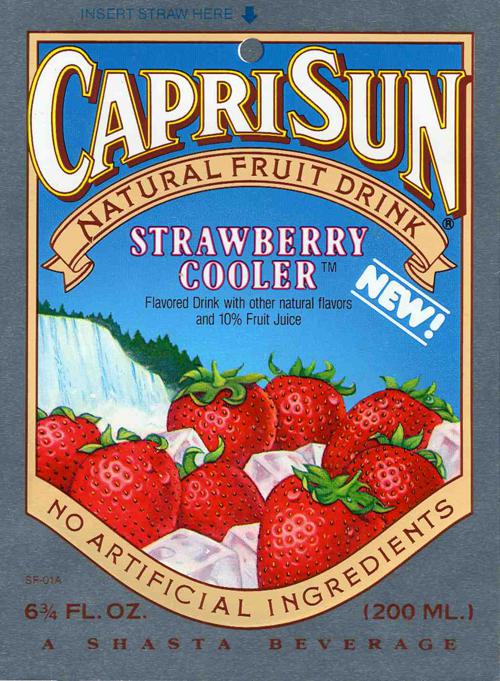 INSERT STRAW HERE
CAPRI SUN
NATURAL FRUIT DRINK ®
STRAWBERRY
COOLER™
NEW!
Flavored Drink with other natural flavors
and 10% Fruit Juice
NO ARTIFICIAL INGREDIENTS
SF-01A
6¾ FL. OZ. (200 ML.)
A SHASTA BEVERAGE